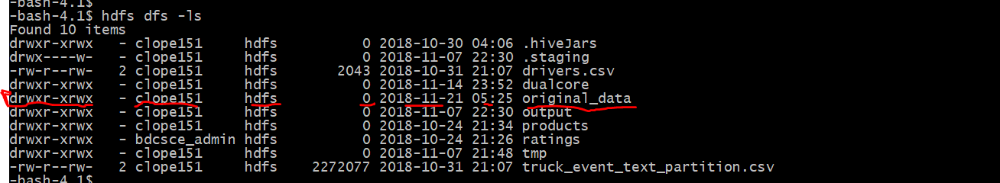 -bash-4.1$
-bash-4.1$ hdfs dfs -ls
Found 10 items
drwxr-xrwx   - clope151     hdfs          0 2018-10-30 04:06 .hiveJars
drwx----w-   - clope151     hdfs          0 2018-11-07 22:30 .staging
-rw-r--rw-   2 clope151     hdfs       2043 2018-10-31 21:07 drivers.csv
drwxr-xrwx   - clope151     hdfs          0 2018-11-14 23:52 dualcore
drwxr-xrwx   - clope151     hdfs          0 2018-11-21 05:25 original_data
drwxr-xrwx   - clope151     hdfs          0 2018-11-07 22:30 output
drwxr-xrwx   - clope151     hdfs          0 2018-10-24 21:34 products
drwxr-xrwx   - bdcsce_admin hdfs          0 2018-10-24 21:26 ratings
drwxr-xrwx   - clope151     hdfs          0 2018-11-07 21:48 tmp
-rw-r--rw-   2 clope151     hdfs    2272077 2018-10-31 21:07 truck_event_text_partition.csv
-bash-4.1$